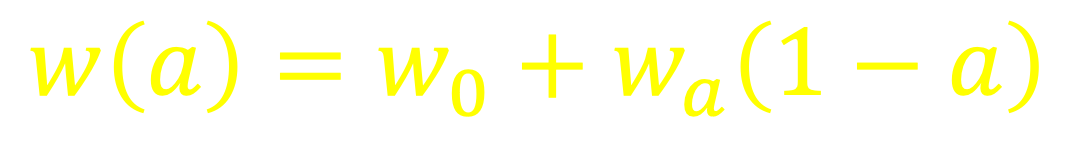 w(a) = w₀ + wₐ(1 − a)